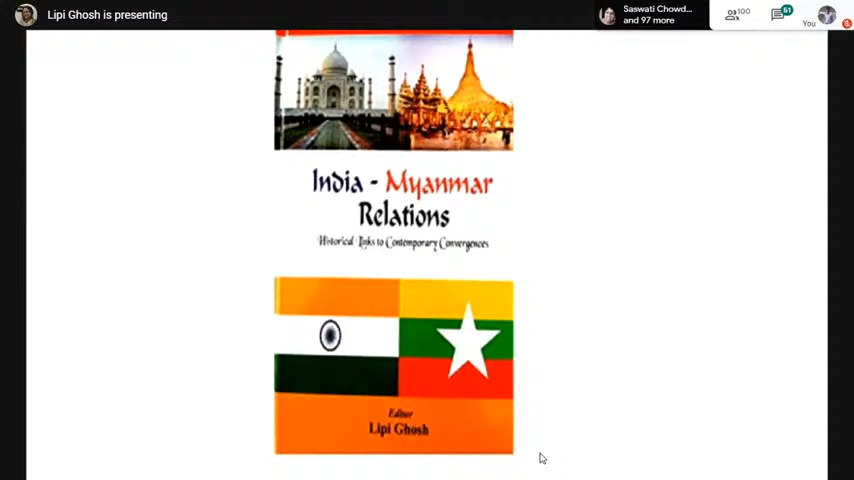 Lipi Ghosh is presenting
Saswati Chowd...
and 97 more
100
51
You
India - Myanmar
Relations
Historical Links to Contemporary Convergences
Editor
Lipi Ghosh